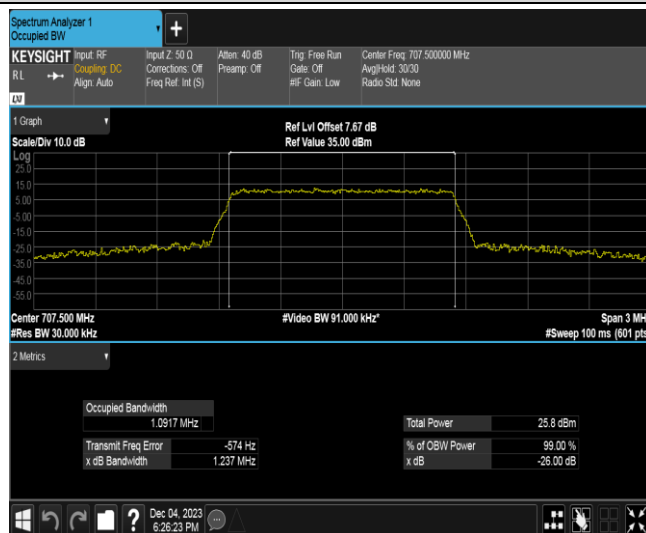 Spectrum Analyzer 1
Occupied BW
+
KEYSIGHT
RL
LXI
Input: RF
Coupling: DC
Align: Auto
Input Z: 50 Ω
Corrections: Off
Freq Ref: Int (S)
Atten: 40 dB
Preamp: Off
Trig: Free Run
Gate: Off
#IF Gain: Low
Center Freq: 707.500000 MHz
Avg|Hold: 30/30
Radio Std: None
1 Graph
Scale/Div 10.0 dB
Ref Lvl Offset 7.67 dB
Ref Value 35.00 dBm
Log
25.0
15.0
5.00
-5.00
-15.0
-25.0
-35.0
-45.0
-55.0
Center 707.500 MHz
#Video BW 91.000 kHz*
Span 3 MH
#Res BW 30.000 kHz
#Sweep 100 ms (601 pts
2 Metrics
Occupied Bandwidth
1.0917 MHz
Total Power 25.8 dBm
Transmit Freq Error -574 Hz
% of OBW Power 99.00 %
x dB Bandwidth 1.237 MHz
x dB -26.00 dB
?
Dec 04, 2023
6:26:23 PM